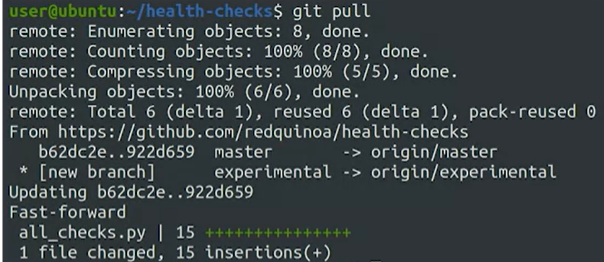 user@ubuntu:~/health-checks$ git pull
remote: Enumerating objects: 8, done.
remote: Counting objects: 100% (8/8), done.
remote: Compressing objects: 100% (5/5), done.
Unpacking objects: 100% (6/6), done.
remote: Total 6 (delta 1), reused 6 (delta 1), pack-reused 0
From https://github.com/redquinoa/health-checks
   b62dc2e..922d659  master       -> origin/master
 * [new branch]      experimental -> origin/experimental
Updating b62dc2e..922d659
Fast-forward
 all_checks.py | 15 +++++++++++++++
 1 file changed, 15 insertions(+)